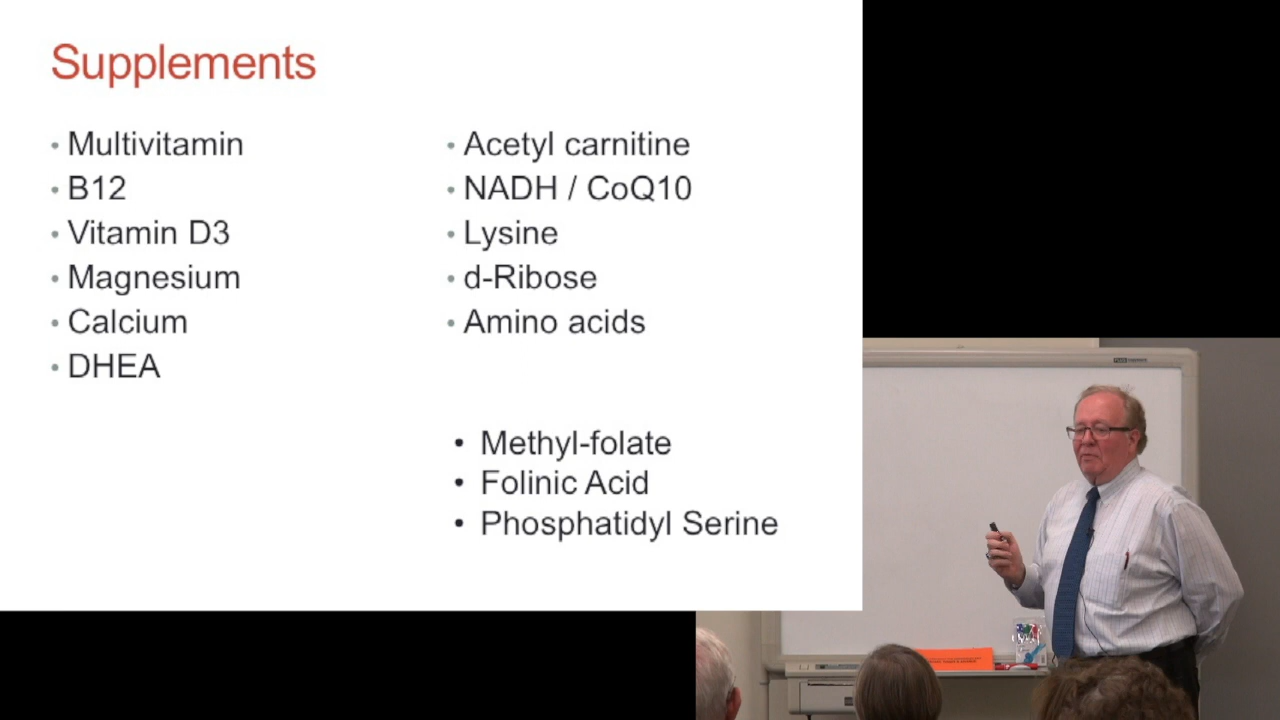 Supplements
• Multivitamin
• B12
• Vitamin D3
• Magnesium
• Calcium
• DHEA
• Acetyl carnitine
• NADH / CoQ10
• Lysine
• d-Ribose
• Amino acids
• Methyl-folate
• Folinic Acid
• Phosphatidyl Serine